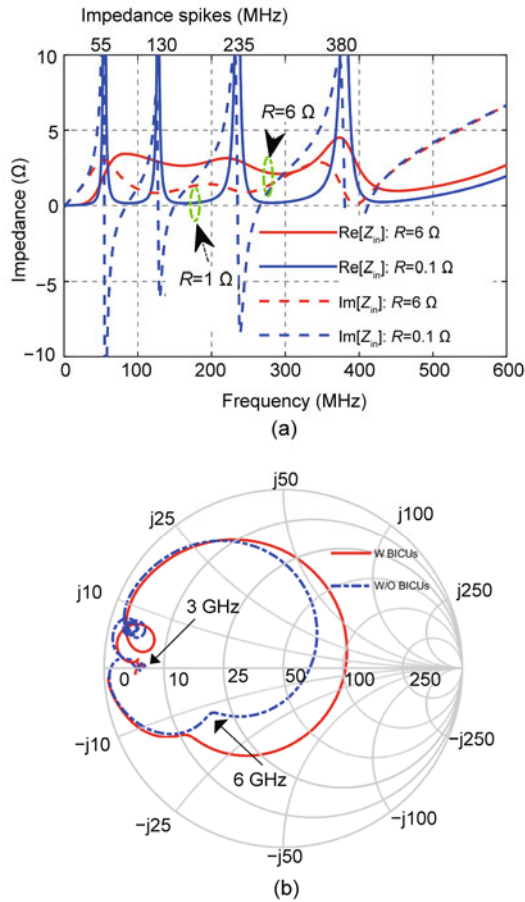 Impedance spikes (MHz)
55 130 235 380
10
5
0
−5
−10
Impedance (Ω)
R=6 Ω
R=1 Ω
Re[Zin]: R=6 Ω
Re[Zin]: R=0.1 Ω
Im[Zin]: R=6 Ω
Im[Zin]: R=0.1 Ω
0 100 200 300 400 500 600
Frequency (MHz)
(a)
j50
j25 j100
W BICUs
W/O BICUs
j10 j250
3 GHz
0 10 25 50 100 250
−j10 −j250
6 GHz
−j25 −j100
−j50
(b)